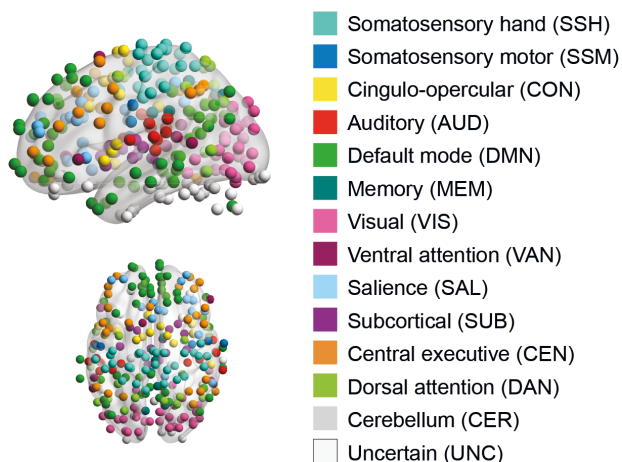 Somatosensory hand (SSH)
Somatosensory motor (SSM)
Cingulo-opercular (CON)
Auditory (AUD)
Default mode (DMN)
Memory (MEM)
Visual (VIS)
Ventral attention (VAN)
Salience (SAL)
Subcortical (SUB)
Central executive (CEN)
Dorsal attention (DAN)
Cerebellum (CER)
Uncertain (UNC)